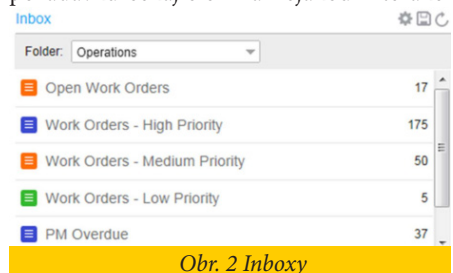 Inbox
Folder: Operations
Open Work Orders 17
Work Orders - High Priority 175
Work Orders - Medium Priority 50
Work Orders - Low Priority 5
PM Overdue 37
Obr. 2 Inboxy